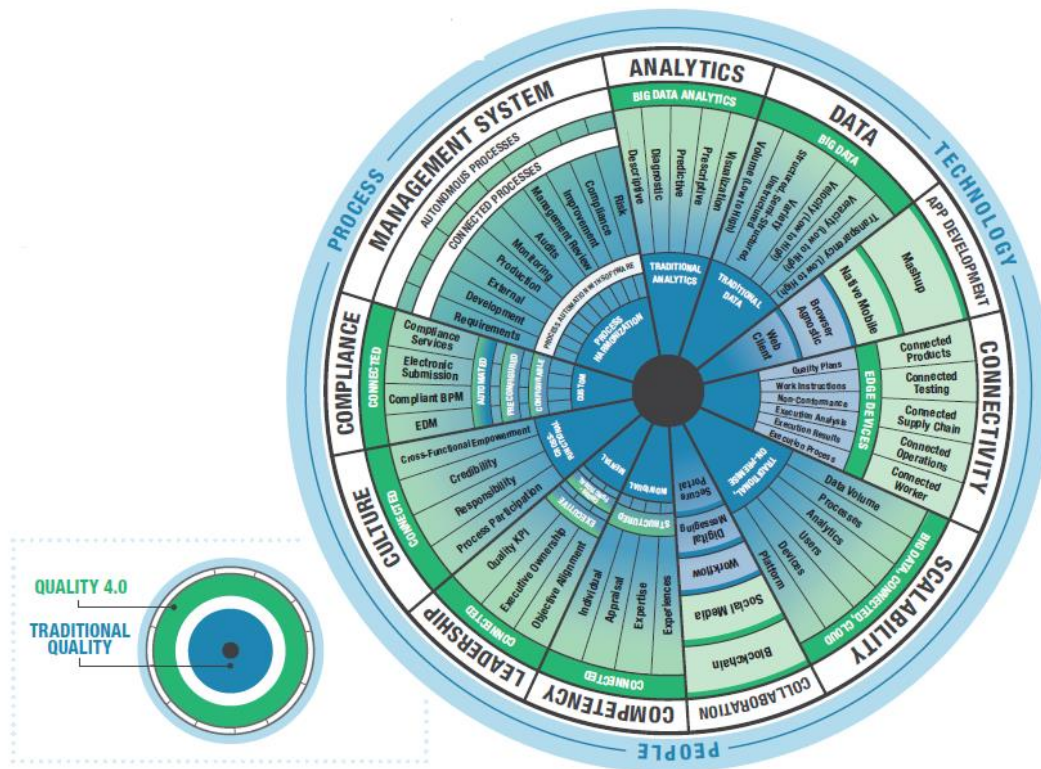 PROCESS
TECHNOLOGY
PEOPLE
MANAGEMENT SYSTEM
AUTONOMOUS PROCESSES
CONNECTED PROCESSES
Risk
Compliance
Improvement
Management Review
Audits
Monitoring
Production
External
Development
Requirements
PROCESS AUTOMATION WITH SOFWARE
PROCESS HARMONIZATION
ANALYTICS
BIG DATA ANALYTICS
Descriptive
Diagnostic
Predictive
Prescriptive
Visualization
TRADITIONAL
ANALYTICS
DATA
BIG DATA
Volume (Low to High)
Structured, Semi-Structured,
Unstructured
Variety
Velocity (Low to High)
Veracity (Low to High)
Transparency (Low to High)
TRADITIONAL
DATA
APP DEVELOPMENT
Mashup
Native Mobile
Browser
Agnostic
Web
Client
CONNECTIVITY
Connected
Products
Connected
Testing
Connected
Supply Chain
Connected
Operations
Connected
Worker
EDGE DEVICES
Quality Plans
Work Instructions
Non-Conformance
Execution Analysis
Execution Results
Execution Process
SCALABILITY
BIG DATA, CONNECTED, CLOUD
Data Volume
Processes
Analytics
Users
Devices
Platform
TRADITIONAL,
ON-PREMISE
COLLABORATION
Blockchain
Social Media
Workflow
Digital
Messaging
Secure
Portal
COMPETENCY
CONNECTED
Individual
Appraisal
Expertise
Experiences
STRUCTURED
INDIVIDUAL
LEADERSHIP
CONNECTED
Quality KPI
Executive Ownership
Objective Alignment
EXECUTIVE
CULTURE
CONNECTED
Cross-Functional Empowerment
Credibility
Responsibility
Process Participation
CROSS-
FUNCTIONAL
COMPLIANCE
CONNECTED
Compliance
Services
Electronic
Submission
Compliant BPM
EDM
AUTOMATED
PRECONFIGURED
CONFIGURABLE
CUSTOM
QUALITY 4.0
TRADITIONAL
QUALITY